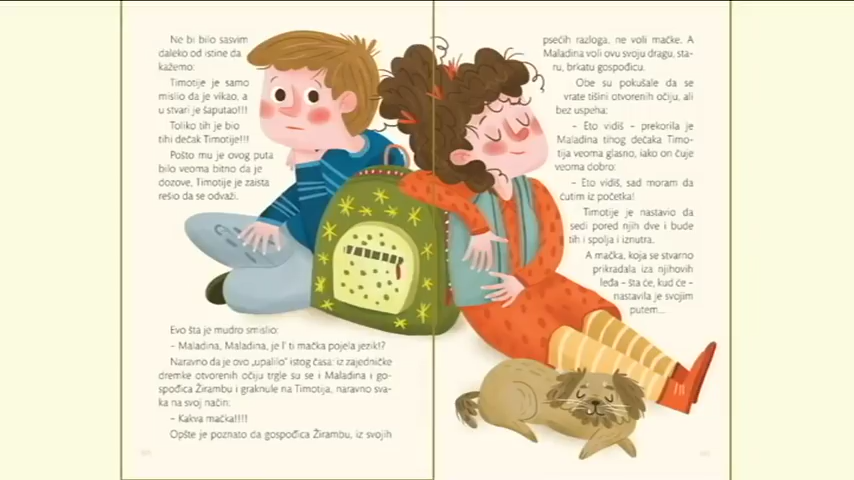 Ne bi bilo sasvim
daleko od istine da
kažemo:
Timotije je samo
mislio da je vikao, a
u stvari je šaputao!!!
Toliko tih je bio
tihi dečak Timotije!!!
Pošto mu je ovog puta
bilo veoma bitno da je
dozove, Timotije je zaista
rešio da se odvaži.
Evo šta je mudro smislio:
– Maladina, Maladina, je l' ti mačka pojela jezik!?
Naravno da je ovo „upalilo" istog časa: iz zajedničke
dremke otvorenih očiju trgle su se i Maladina i go-
spođica Žirambu i graknule na Timotija, naravno sva-
ka na svoj način:
– Kakva mačka!!!!
Opšte je poznato da gospođica Žirambu, iz svojih
psećih razloga, ne voli mačke. A
Maladina voli ovu svoju dragu, sta-
ru, brkatu gospođicu.
Obe su pokušale da se
vrate tišini otvorenih očiju, ali
bez uspeha:
– Eto vidiš – prekorila je
Maladina tihog dečaka Timo-
tija veoma glasno, iako on čuje
veoma dobro:
– Eto vidiš, sad moram da
ćutim iz početka!
Timotije je nastavio da
sedi pored njih dve i bude
tih i spolja i iznutra.
A mačka, koja se stvarno
prikradala iza njihovih
leđa – šta će, kud će –
nastavila je svojim
putem...